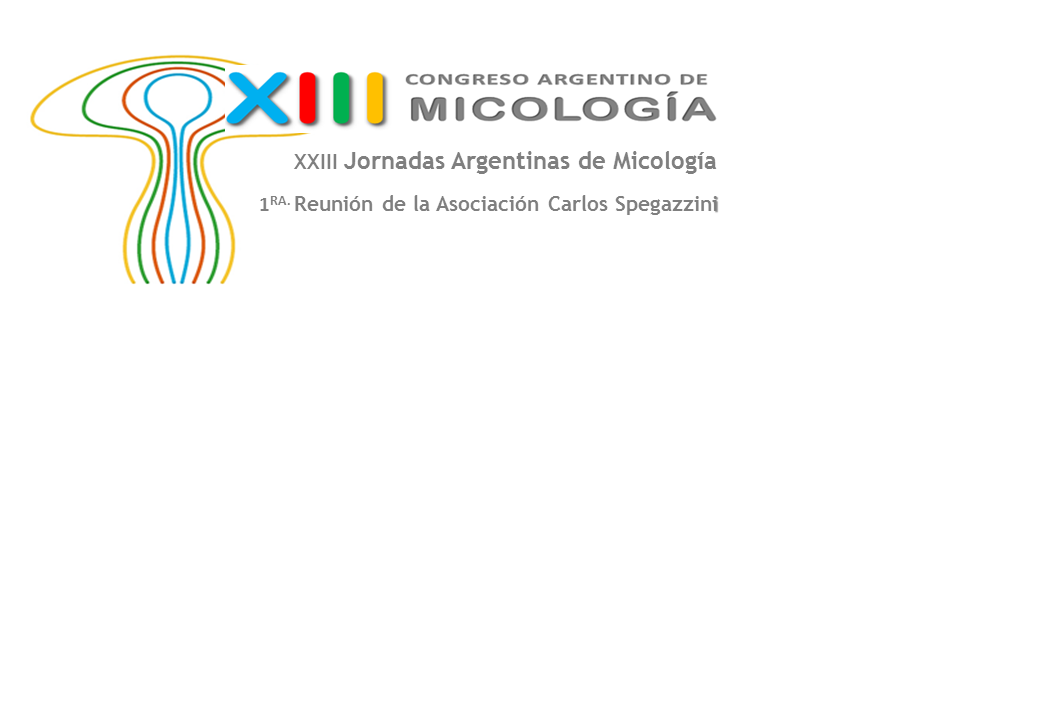 XIII CONGRESO ARGENTINO DE
MICOLOGÍA
XXIII Jornadas Argentinas de Micología
1RA. Reunión de la Asociación Carlos Spegazzini